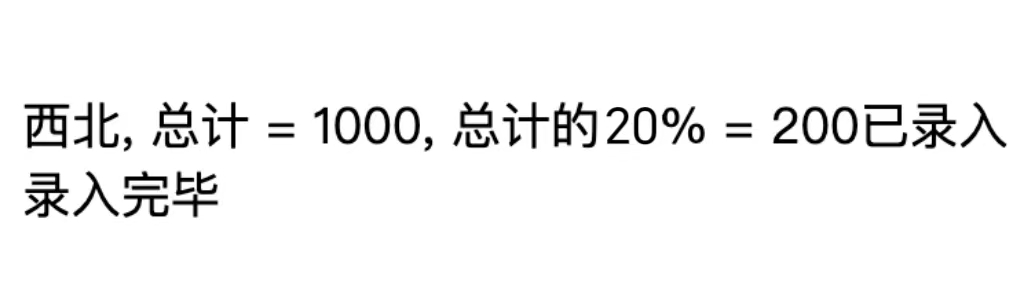 西北, 总计 = 1000, 总计的20% = 200已录入
录入完毕